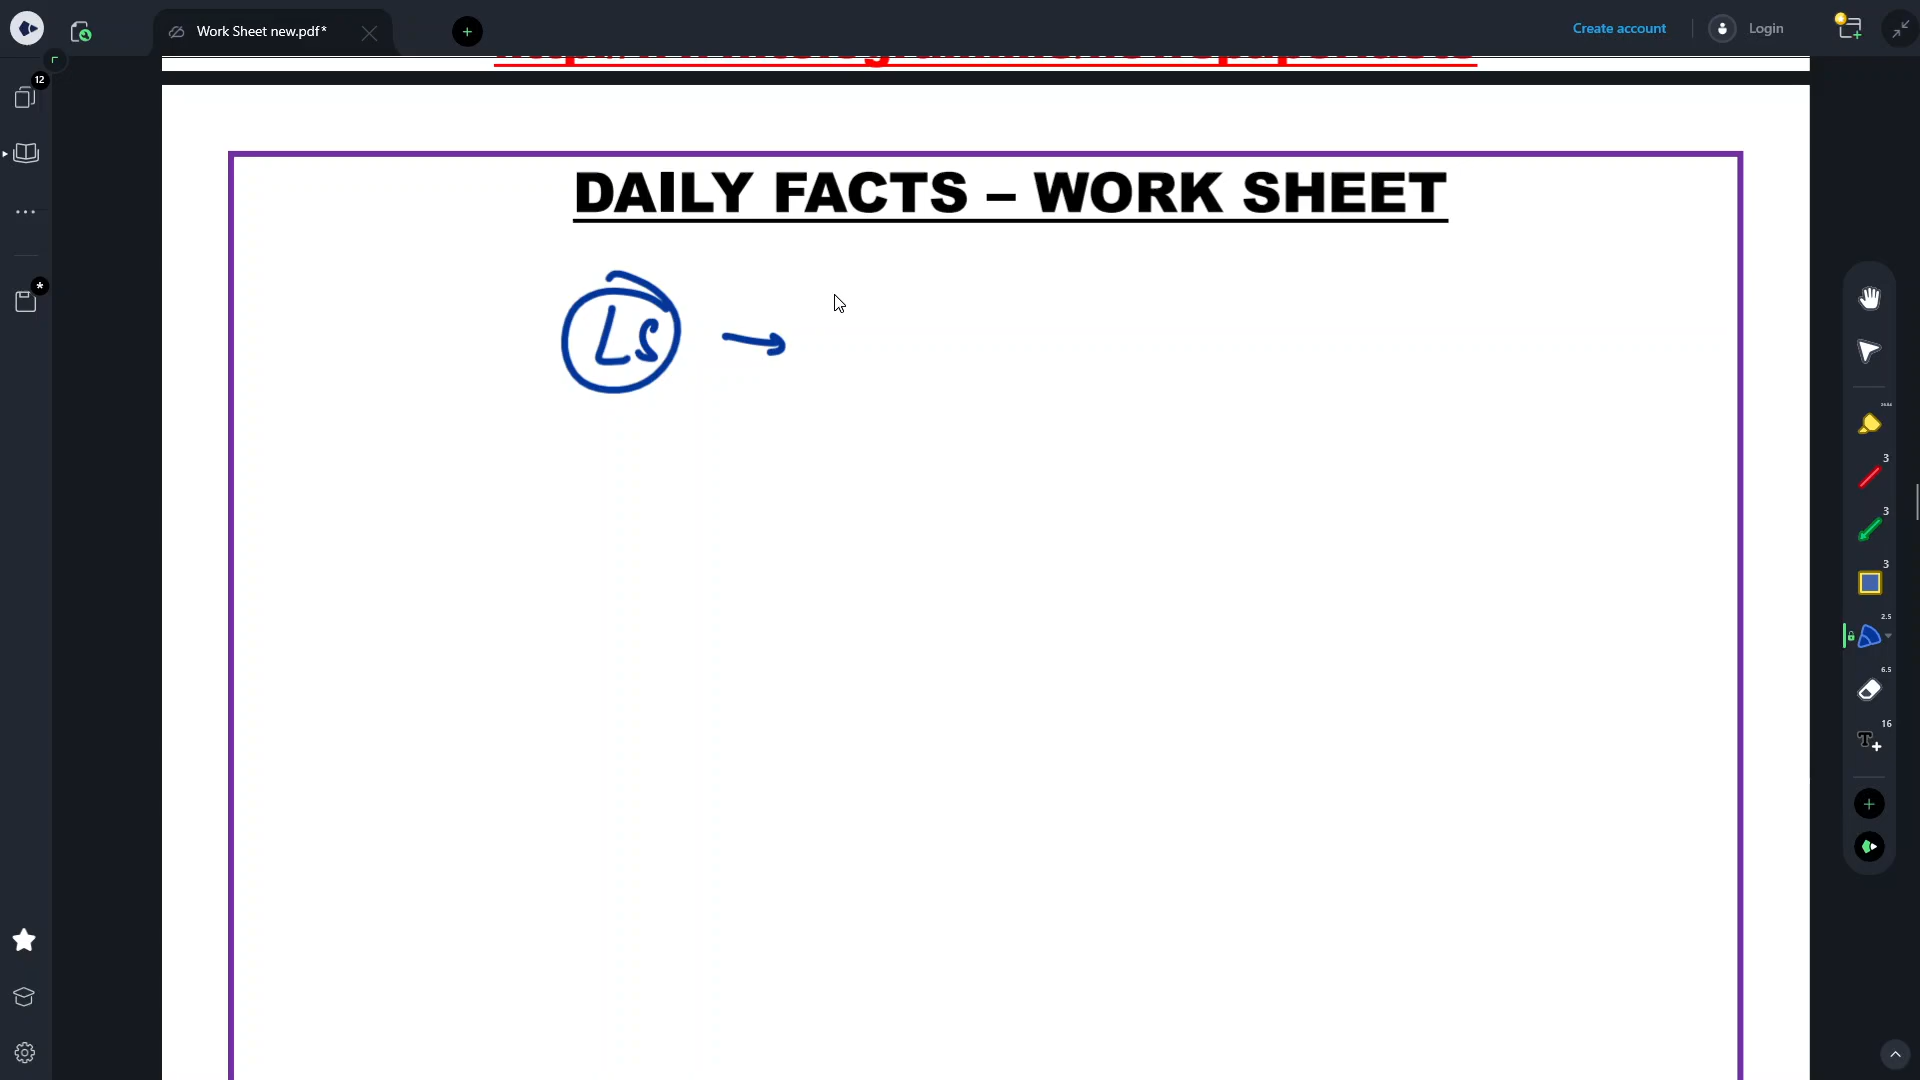 Work Sheet new.pdf*
Create account
Login
12
DAILY FACTS – WORK SHEET
LS →
3
3
3
2.5
6.5
16